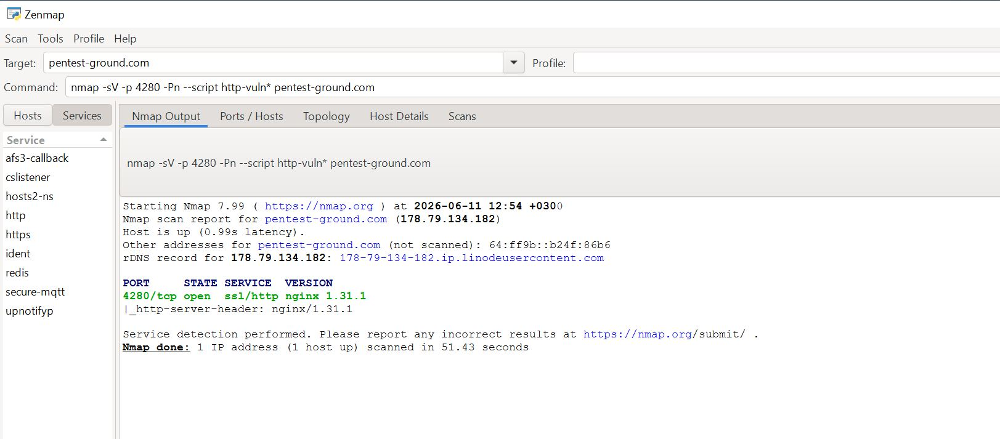 Zenmap
Scan Tools Profile Help
Target: pentest-ground.com Profile:
Command: nmap -sV -p 4280 -Pn --script http-vuln* pentest-ground.com
Hosts Services
Nmap Output Ports / Hosts Topology Host Details Scans
Service
afs3-callback
cslistener
hosts2-ns
http
https
ident
redis
secure-mqtt
upnotifyp
nmap -sV -p 4280 -Pn --script http-vuln* pentest-ground.com
Starting Nmap 7.99 ( https://nmap.org ) at 2026-06-11 12:54 +0300
Nmap scan report for pentest-ground.com (178.79.134.182)
Host is up (0.99s latency).
Other addresses for pentest-ground.com (not scanned): 64:ff9b::b24f:86b6
rDNS record for 178.79.134.182: 178-79-134-182.ip.linodeusercontent.com
PORT STATE SERVICE VERSION
4280/tcp open ssl/http nginx 1.31.1
|_http-server-header: nginx/1.31.1
Service detection performed. Please report any incorrect results at https://nmap.org/submit/ .
Nmap done: 1 IP address (1 host up) scanned in 51.43 seconds